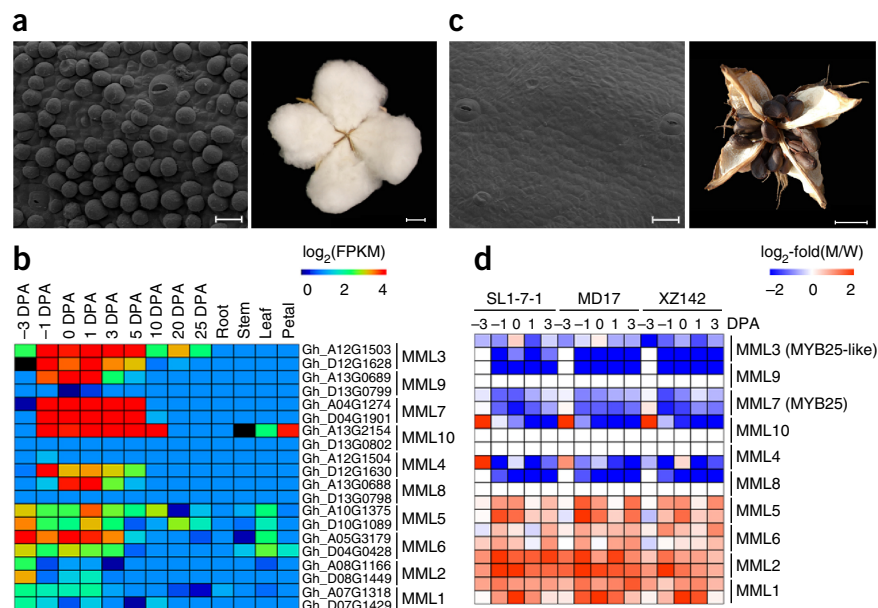 a
c
b
log2(FPKM)
0 2 4
−3 DPA
−1 DPA
0 DPA
1 DPA
3 DPA
5 DPA
10 DPA
20 DPA
25 DPA
Root
Stem
Leaf
Petal
Gh_A12G1503
Gh_D12G1628
MML3
Gh_A13G0689
Gh_D13G0799
MML9
Gh_A04G1274
Gh_D04G1901
MML7
Gh_A13G2154
Gh_D13G0802
MML10
Gh_A12G1504
Gh_D12G1630
MML4
Gh_A13G0688
Gh_D13G0798
MML8
Gh_A10G1375
Gh_D10G1089
MML5
Gh_A05G3179
Gh_D04G0428
MML6
Gh_A08G1166
Gh_D08G1449
MML2
Gh_A07G1318
Gh_D07G1429
MML1
d
log2-fold(M/W)
−2 0 2
SL1-7-1 MD17 XZ142
−3 −1 0 1 3 −3 −1 0 1 3 −3 −1 0 1 3 DPA
MML3 (MYB25-like)
MML9
MML7 (MYB25)
MML10
MML4
MML8
MML5
MML6
MML2
MML1